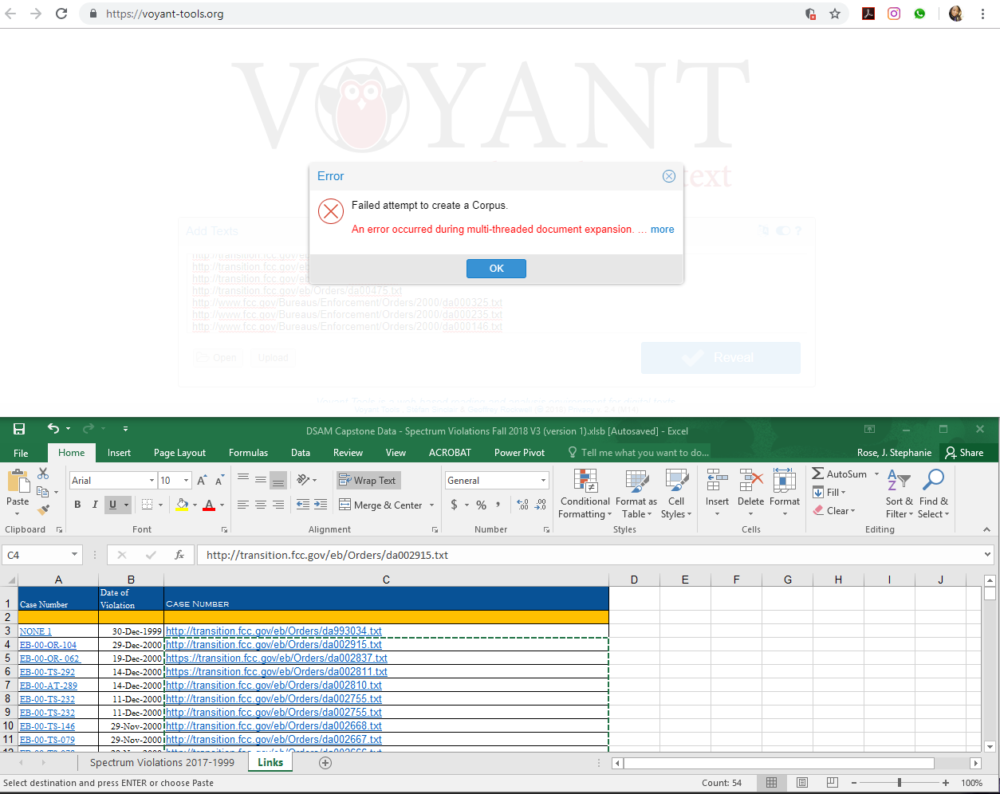 https://voyant-tools.org
VOYANT
text
Error
Failed attempt to create a Corpus.
An error occurred during multi-threaded document expansion. … more
OK
Add Texts
?
http://transition.fcc.gov/eb
http://transition.fcc.gov/eb
http://transition.fcc.gov/eb
http://transition.fcc.gov/eb/Orders/da00475.txt
http://www.fcc.gov/Bureaus/Enforcement/Orders/2000/da000325.txt
http://www.fcc.gov/Bureaus/Enforcement/Orders/2000/da000235.txt
http://www.fcc.gov/Bureaus/Enforcement/Orders/2000/da000146.txt
Open Upload Reveal
Voyant Tools is a web-based reading and analysis environment for digital texts.
Voyant Tools, Stéfan Sinclair & Geoffrey Rockwell (© 2018) Privacy v. 2.4 (M14)
DSAM Capstone Data - Spectrum Violations Fall 2018 V3 (version 1).xlsb [Autosaved] - Excel
File Home Insert Page Layout Formulas Data Review View ACROBAT Power Pivot Tell me what you want to do... Rose, J. Stephanie Share
Paste Arial 10 A A Wrap Text General Conditional Formatting Format as Table Cell Styles Insert Delete Format AutoSum Fill Clear Sort & Filter Find & Select
B I U A Merge & Center $ % , .00 .00
Clipboard Font Alignment Number Styles Cells Editing
C4 fx http://transition.fcc.gov/eb/Orders/da002915.txt
A B C D E F G H I J
1 Case Number Date of Violation CASE NUMBER
2
3 NONE 1 30-Dec-1999 http://transition.fcc.gov/eb/Orders/da993034.txt
4 EB-00-OR-104 29-Dec-2000 http://transition.fcc.gov/eb/Orders/da002915.txt
5 EB-00-OR- 062 19-Dec-2000 https://transition.fcc.gov/eb/Orders/da002837.txt
6 EB-00-TS-292 14-Dec-2000 https://transition.fcc.gov/eb/Orders/da002811.txt
7 EB-00-AT-289 14-Dec-2000 http://transition.fcc.gov/eb/Orders/da002810.txt
8 EB-00-TS-232 11-Dec-2000 http://transition.fcc.gov/eb/Orders/da002755.txt
9 EB-00-TS-232 11-Dec-2000 http://transition.fcc.gov/eb/Orders/da002755.txt
10 EB-00-TS-146 29-Nov-2000 http://transition.fcc.gov/eb/Orders/da002668.txt
11 EB-00-TS-079 29-Nov-2000 http://transition.fcc.gov/eb/Orders/da002667.txt
12 http://transition.fcc.gov/eb/Orders/da002666.txt
Spectrum Violations 2017-1999 Links
Select destination and press ENTER or choose Paste Count: 54 100%